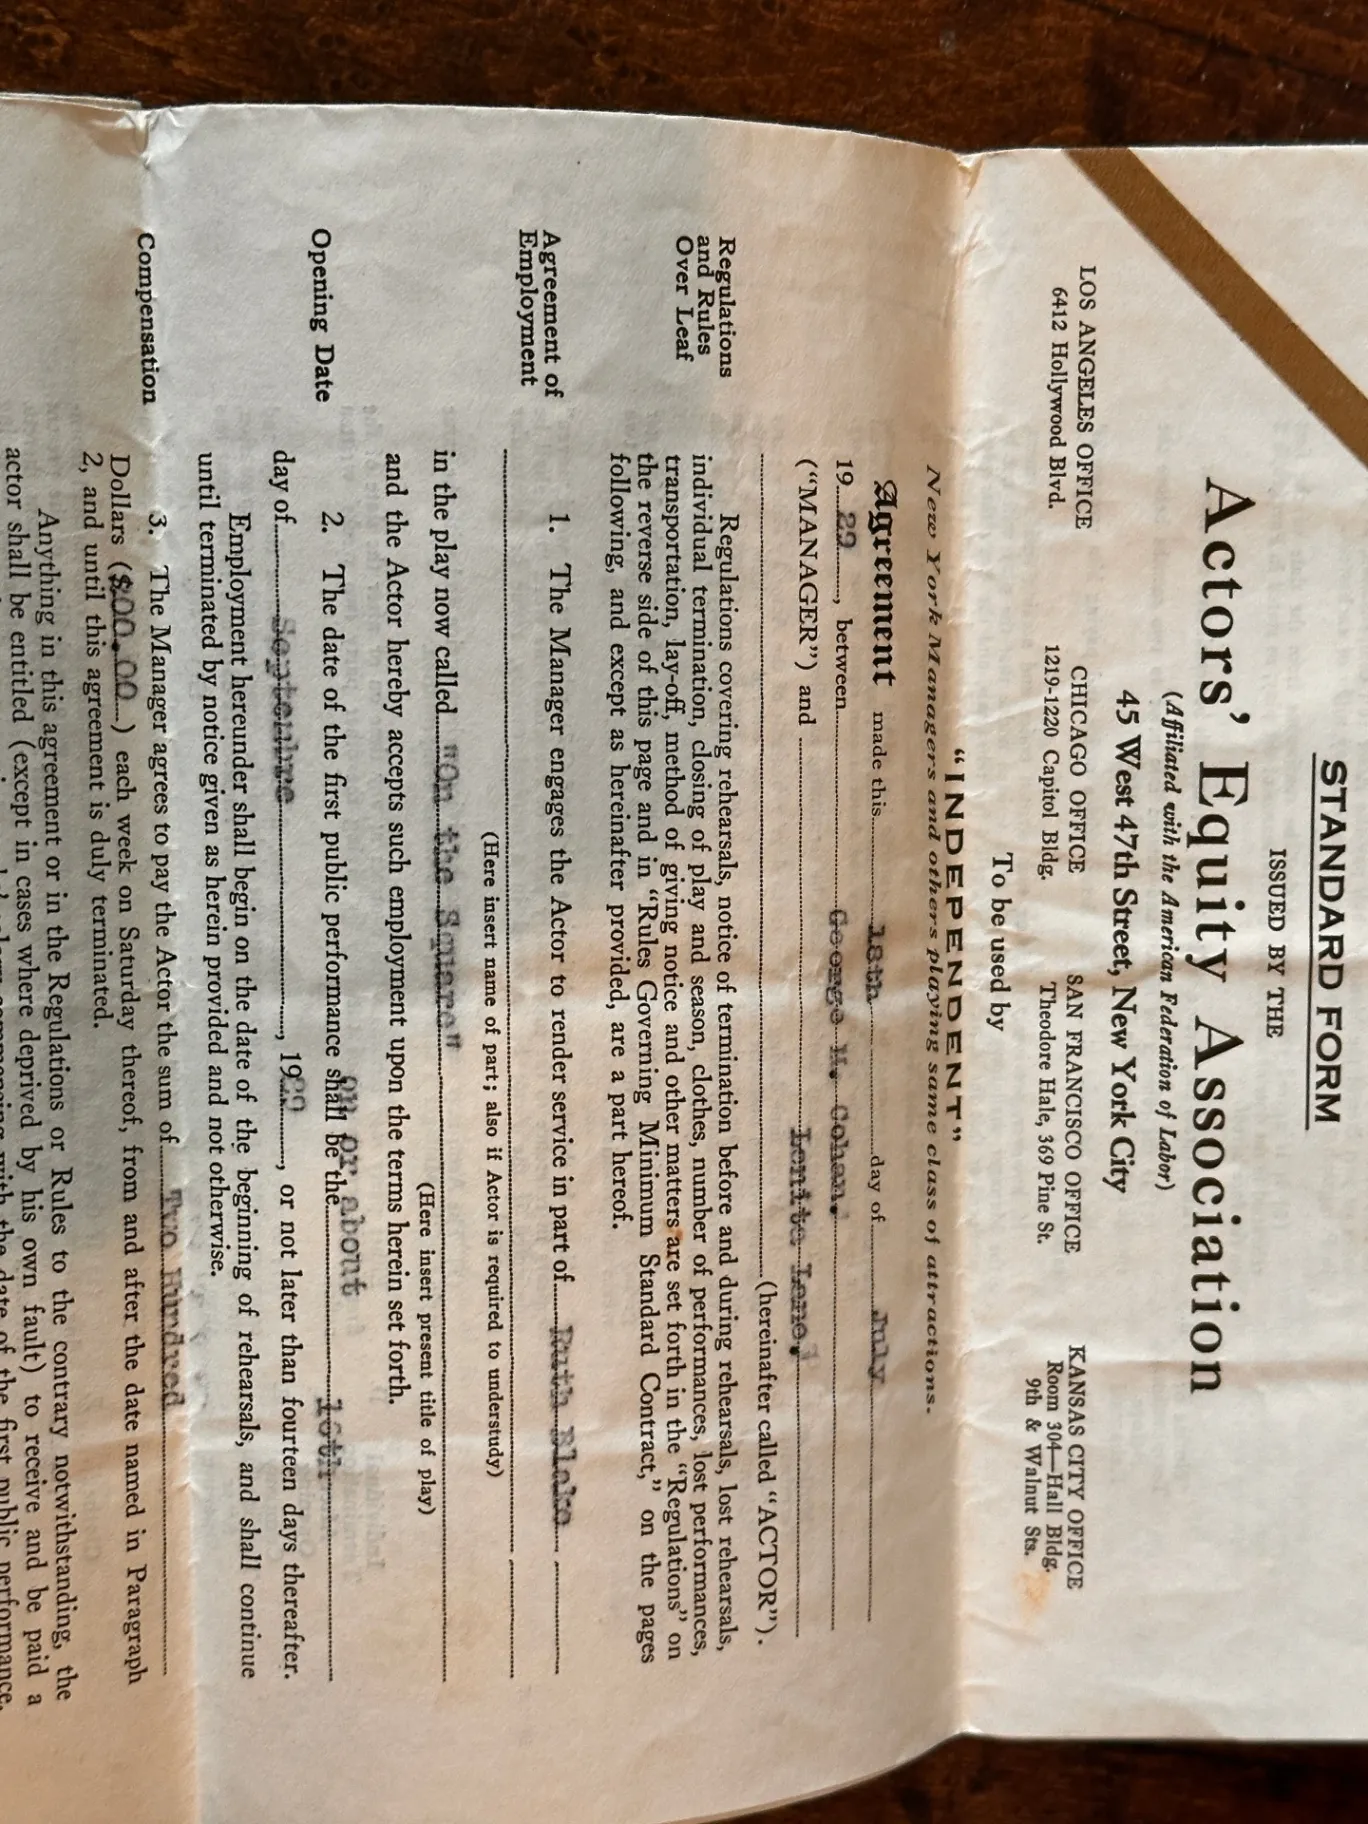 STANDARD FORM
ISSUED BY THE
Actors' Equity Association
(Affiliated with the American Federation of Labor)
45 West 47th Street, New York City
LOS ANGELES OFFICE
6412 Hollywood Blvd.
CHICAGO OFFICE
1219-1220 Capitol Bldg.
SAN FRANCISCO OFFICE
Theodore Hale, 369 Pine St.
KANSAS CITY OFFICE
Room 304—Hall Bldg.
9th & Walnut Sts.
To be used by
"INDEPENDENT"
New York Managers and others playing same class of attractions.
Agreement made this 18th day of July
1929, between George M. Cohan.
("MANAGER") and Lenita Lane.
(hereinafter called "ACTOR").
Regulations and Rules Over Leaf
Regulations covering rehearsals, notice of termination before and during rehearsals, lost rehearsals,
individual termination, closing of play and season, clothes, number of performances, lost performances,
transportation, lay-off, method of giving notice and other matters are set forth in the "Regulations" on
the reverse side of this page and in "Rules Governing Minimum Standard Contract," on the pages
following, and except as hereinafter provided, are a part hereof.
Agreement of Employment
1. The Manager engages the Actor to render service in part of Ruth Blake
(Here insert name of part; also if Actor is required to understudy)
in the play now called "On the Square"
(Here insert present title of play)
and the Actor hereby accepts such employment upon the terms herein set forth.
Opening Date
on or about
2. The date of the first public performance shall be the 16th
day of September, 1929, or not later than fourteen days thereafter.
Employment hereunder shall begin on the date of the beginning of rehearsals, and shall continue
until terminated by notice given as herein provided and not otherwise.
Compensation
3. The Manager agrees to pay the Actor the sum of Two Hundred
Dollars ($00.00) each week on Saturday thereof, from and after the date named in Paragraph
2, and until this agreement is duly terminated.
Anything in this agreement or in the Regulations or Rules to the contrary notwithstanding, the
actor shall be entitled (except in cases where deprived by his own fault) to receive and be paid a
commencing with the date of the first public performance,